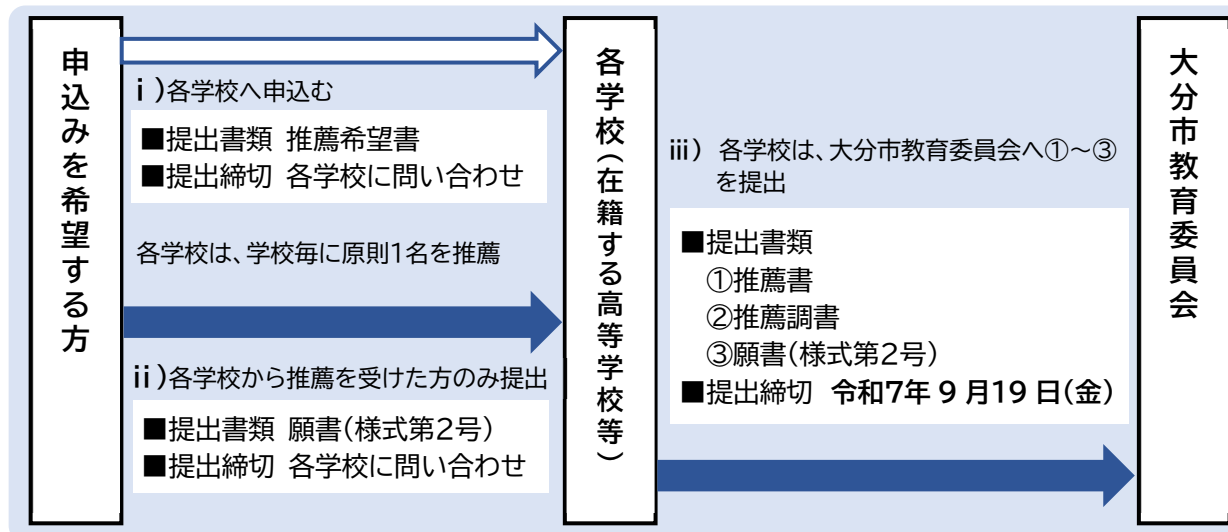 申込みを希望する方
ⅰ)各学校へ申込む
■提出書類 推薦希望書
■提出締切 各学校に問い合わせ
各学校は、学校毎に原則1名を推薦
ⅱ)各学校から推薦を受けた方のみ提出
■提出書類 願書(様式第2号)
■提出締切 各学校に問い合わせ
各学校(在籍する高等学校等)
ⅲ) 各学校は、大分市教育委員会へ①～③
を提出
■提出書類
①推薦書
②推薦調書
③願書(様式第2号)
■提出締切 令和7年 9 月19 日(金)
大分市教育委員会